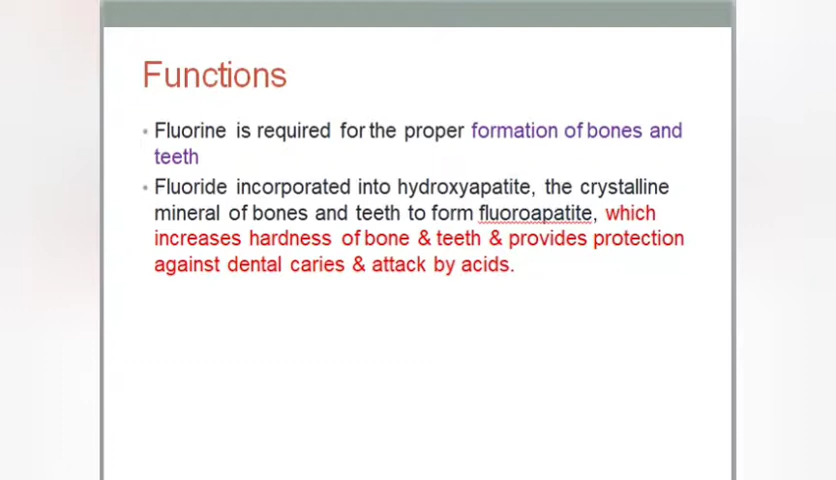 Functions
• Fluorine is required for the proper formation of bones and
teeth
• Fluoride incorporated into hydroxyapatite, the crystalline
mineral of bones and teeth to form fluoroapatite, which
increases hardness of bone & teeth & provides protection
against dental caries & attack by acids.